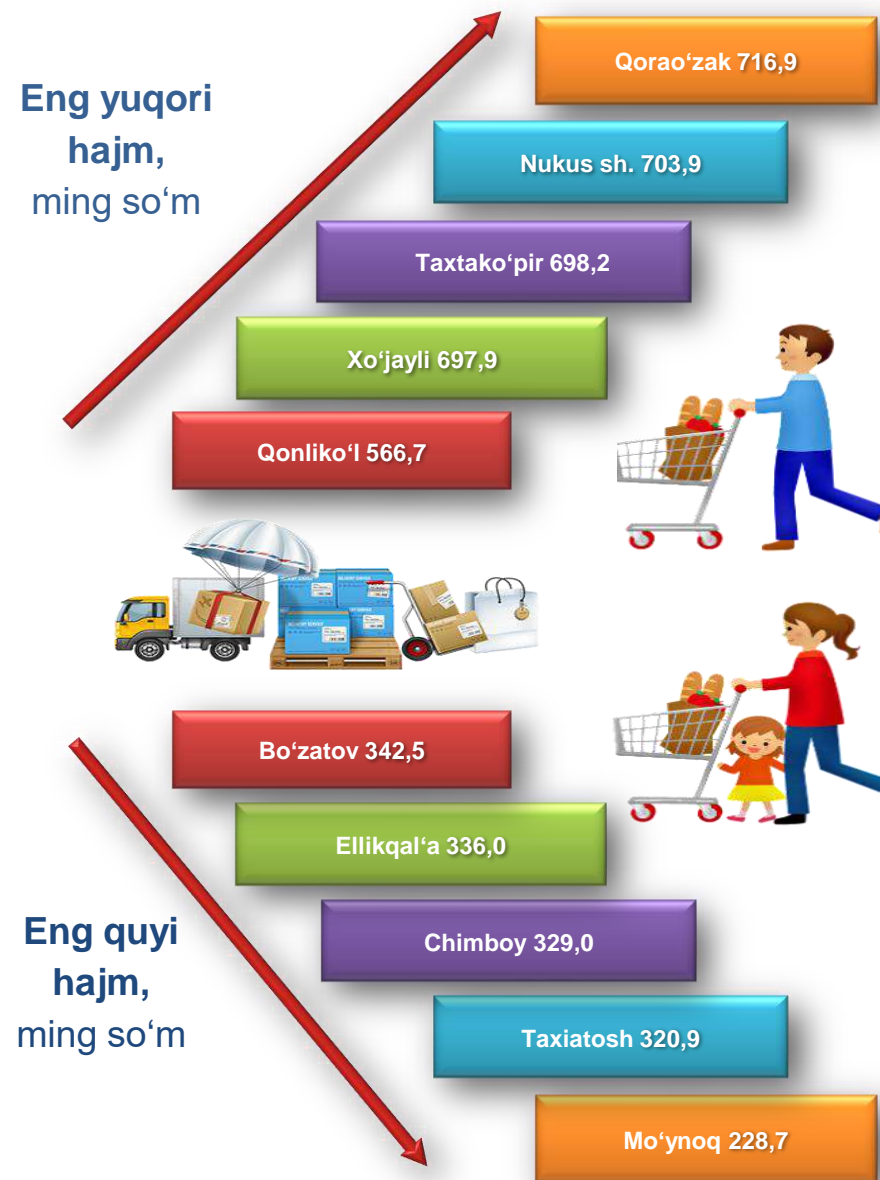 Eng yuqori
hajm,
ming so‘m
Qorao‘zak 716,9
Nukus sh. 703,9
Taxtako‘pir 698,2
Xo‘jayli 697,9
Qonliko‘l 566,7
Bo‘zatov 342,5
Ellikqal‘a 336,0
Chimboy 329,0
Taxiatosh 320,9
Mo‘ynoq 228,7
Eng quyi
hajm,
ming so‘m